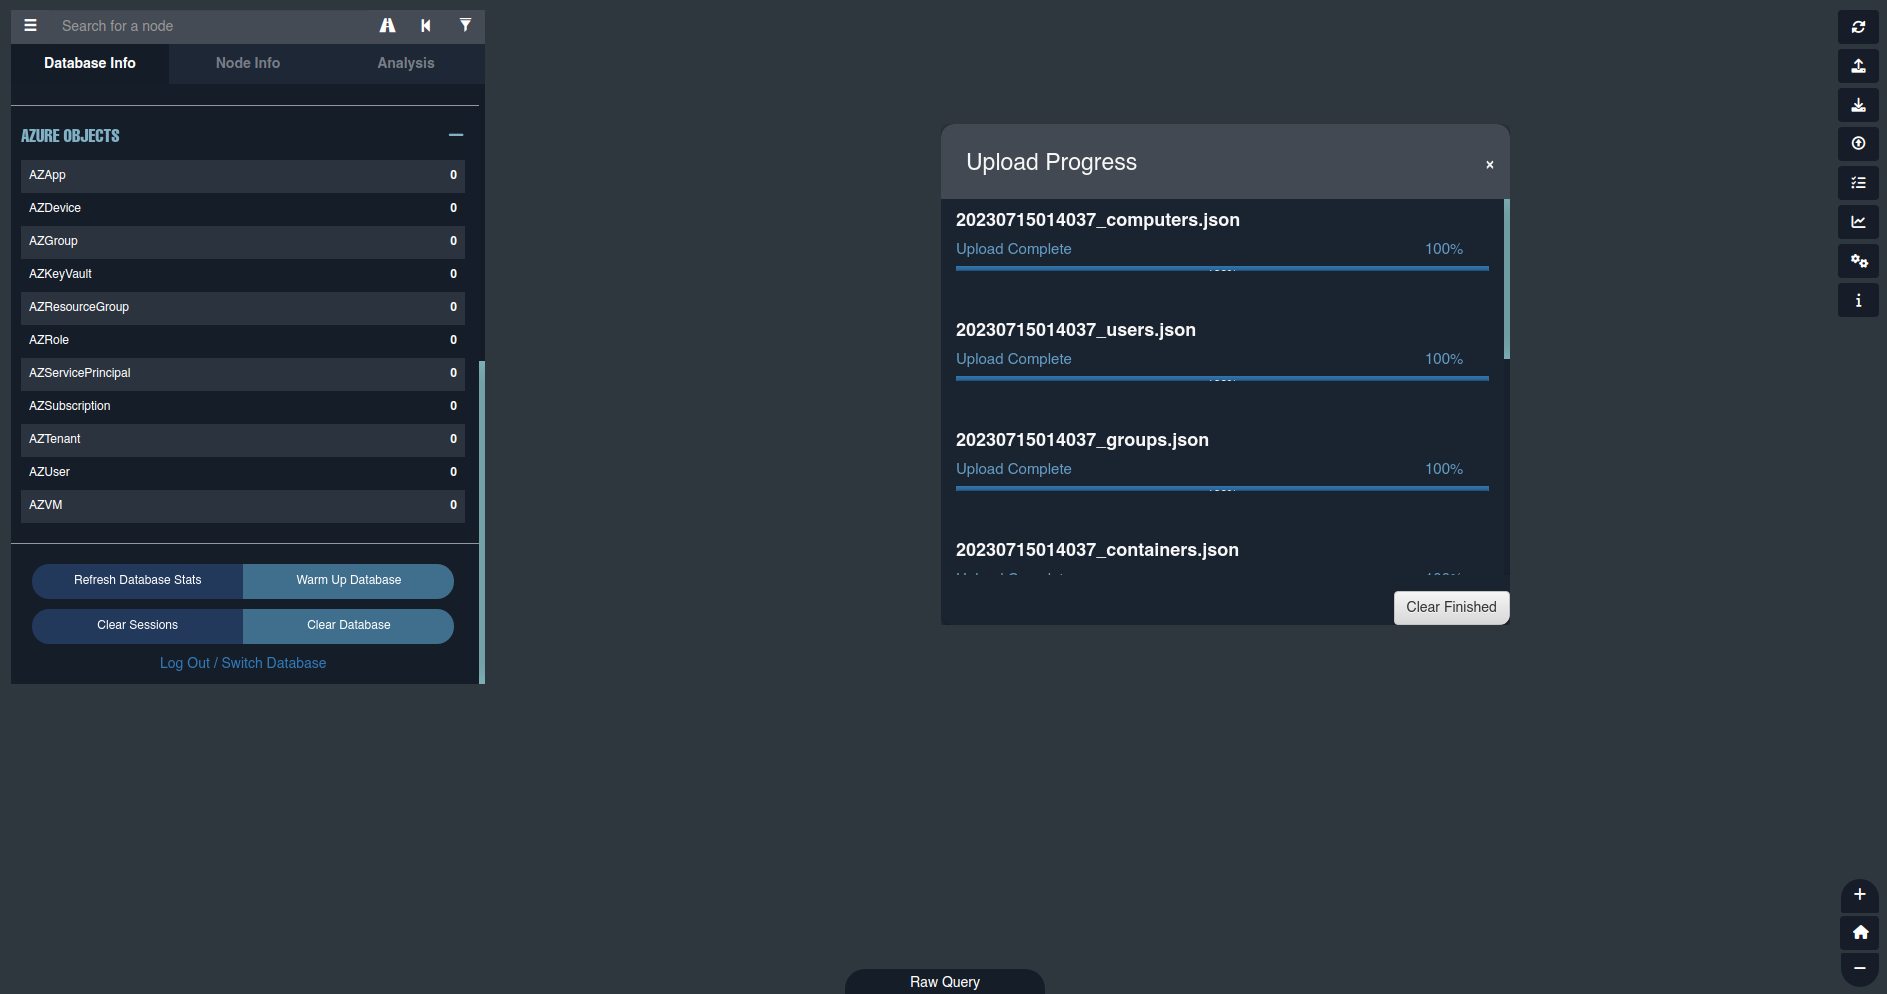 Search for a node
Database Info
Node Info
Analysis
AZURE OBJECTS
AZApp 0
AZDevice 0
AZGroup 0
AZKeyVault 0
AZResourceGroup 0
AZRole 0
AZServicePrincipal 0
AZSubscription 0
AZTenant 0
AZUser 0
AZVM 0
Refresh Database Stats
Warm Up Database
Clear Sessions
Clear Database
Log Out / Switch Database
Upload Progress
×
20230715014037_computers.json
Upload Complete 100%
20230715014037_users.json
Upload Complete 100%
20230715014037_groups.json
Upload Complete 100%
20230715014037_containers.json
Clear Finished
Raw Query